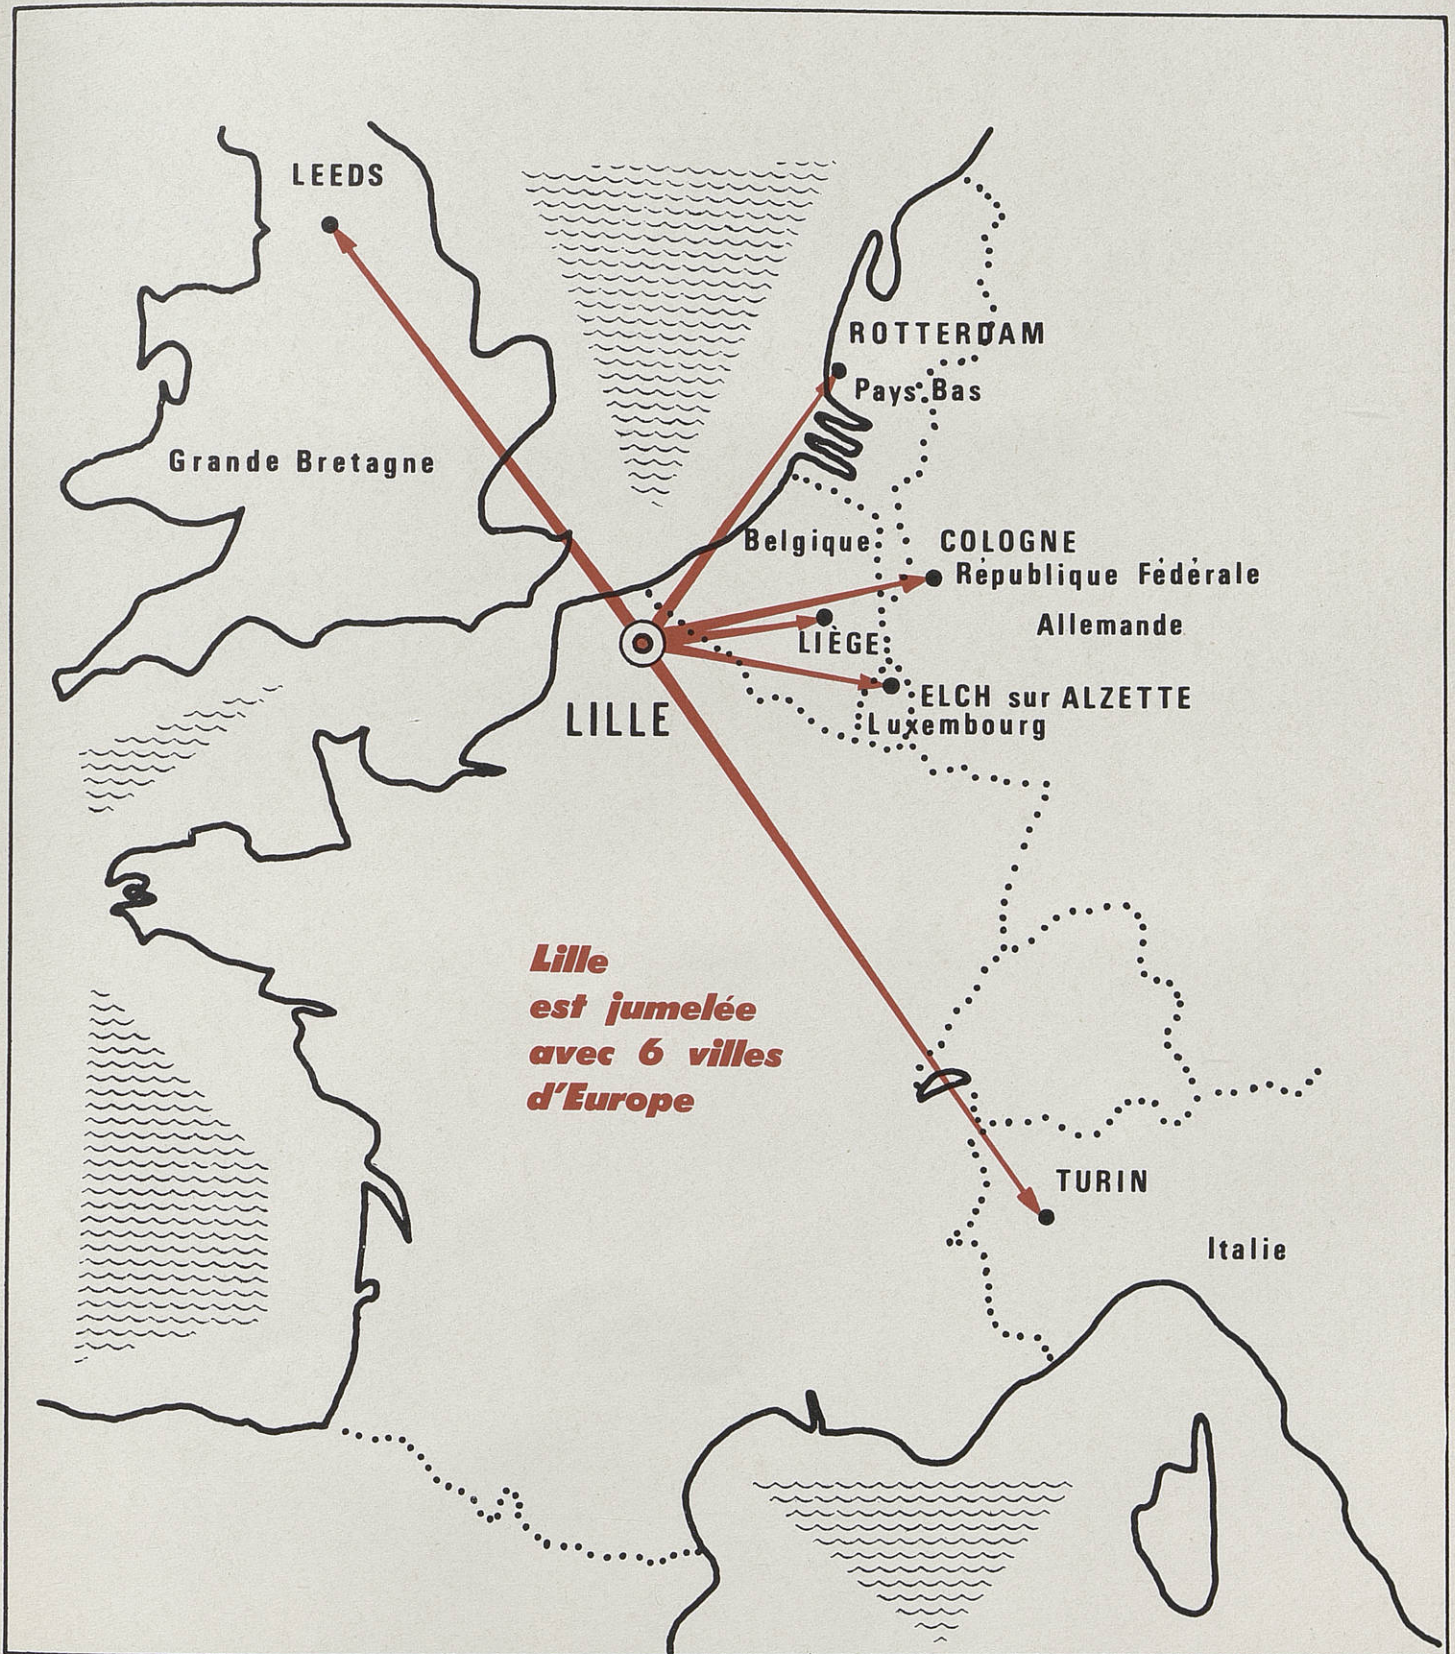 LEEDS
ROTTERDAM
Pays Bas
Grande Bretagne
Belgique
COLOGNE
République Fédérale
Allemande
LIÈGE
ELCH sur ALZETTE
Luxembourg
LILLE
Lille
est jumelée
avec 6 villes
d'Europe
TURIN
Italie